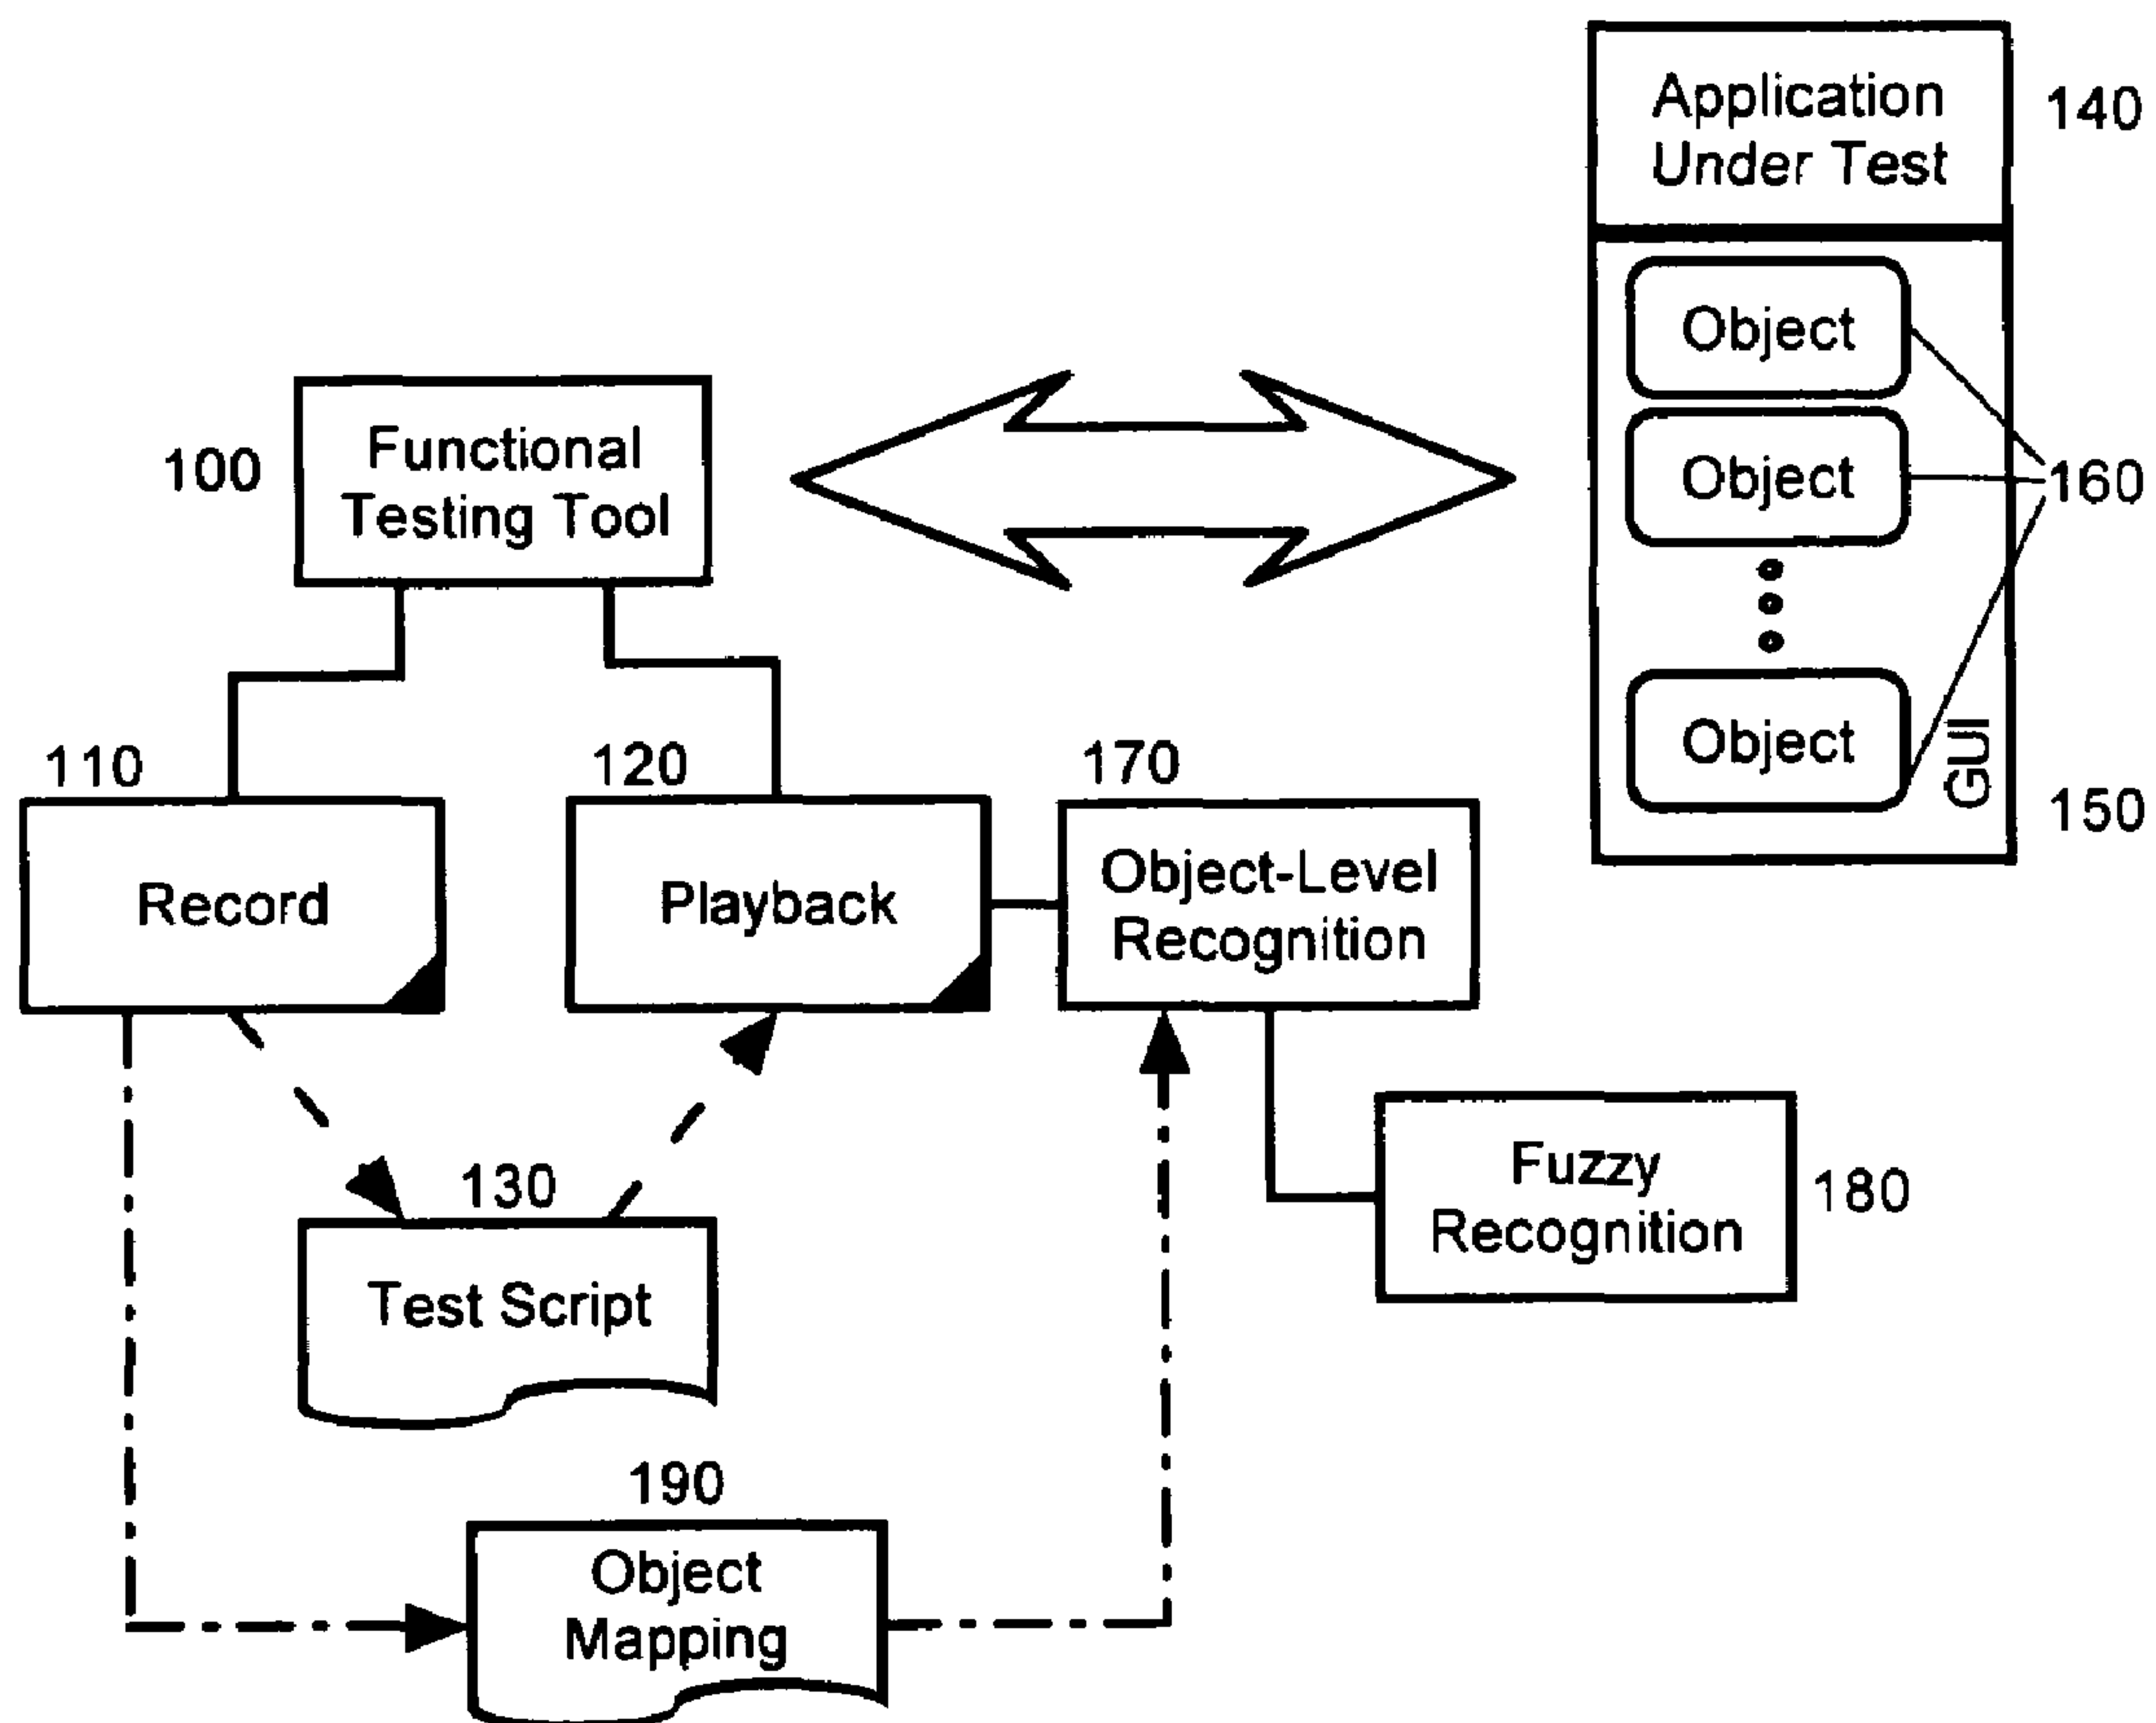 Application
Under Test
140
Object
Object
160
Object
GUI
150
100
Functional
Testing Tool
110
Record
120
Playback
170
Object-Level
Recognition
Fuzzy
Recognition
180
130
Test Script
190
Object
Mapping